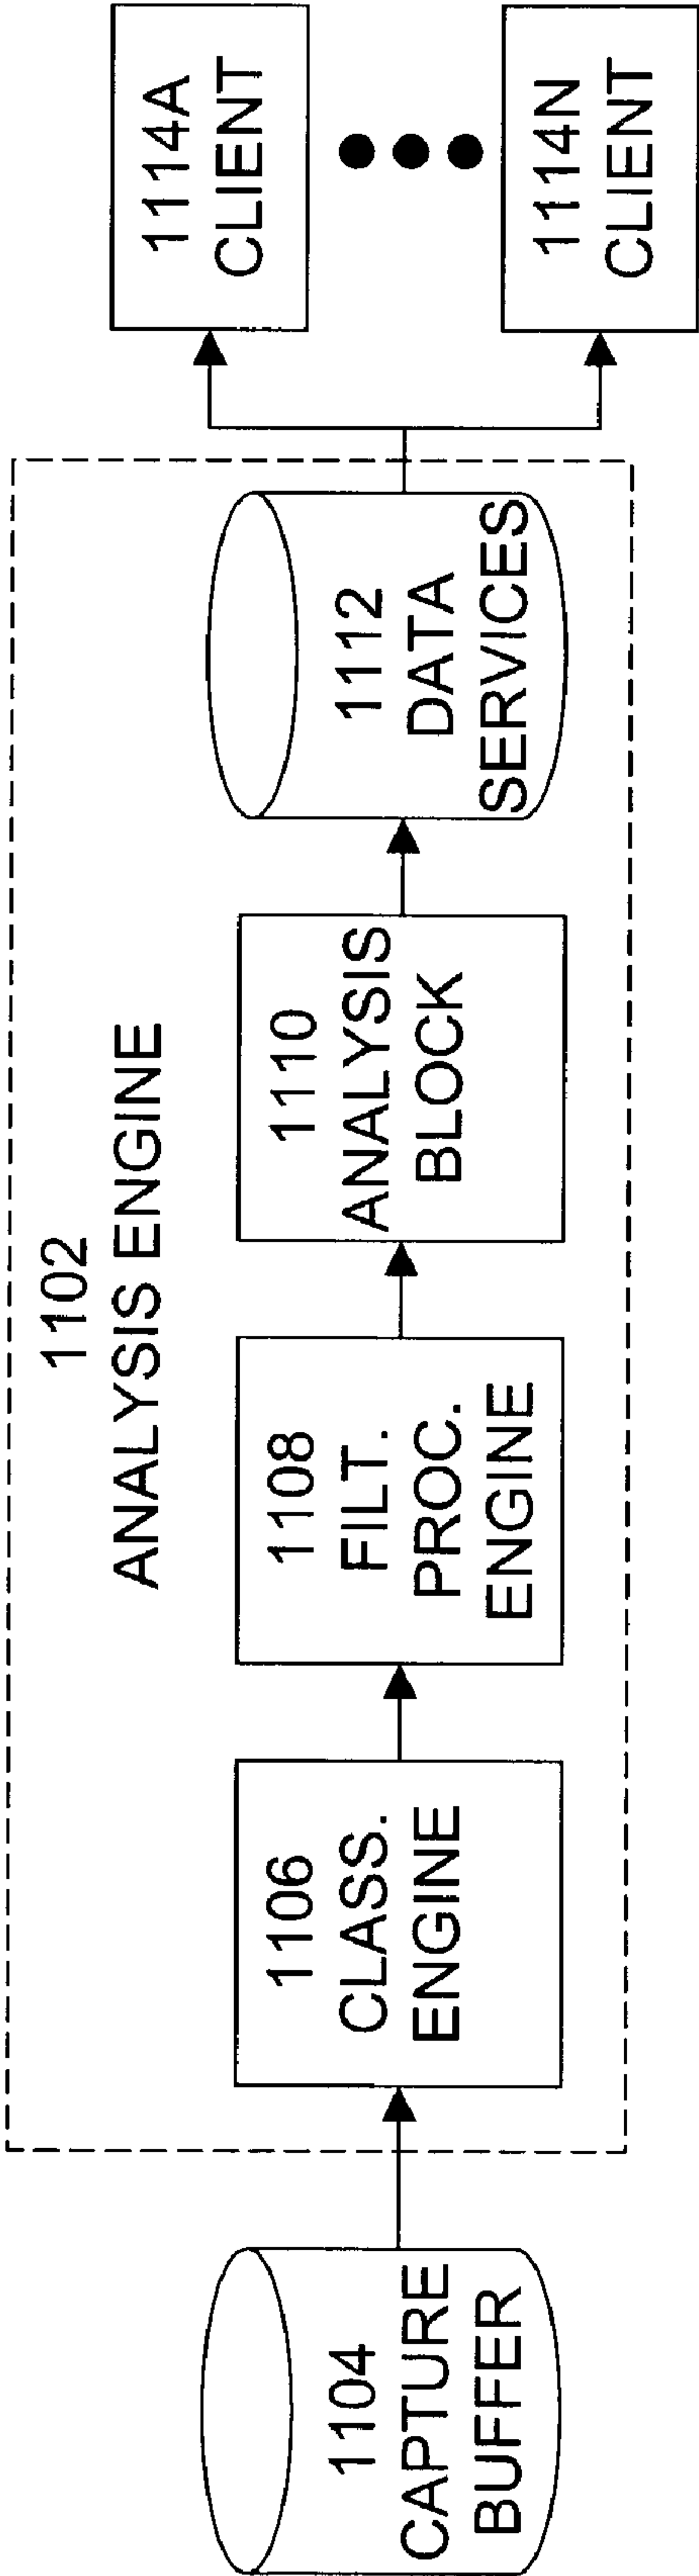 1102
ANALYSIS ENGINE
1104
CAPTURE
BUFFER
1106
CLASS.
ENGINE
1108
FILT.
PROC.
ENGINE
1110
ANALYSIS
BLOCK
1112
DATA
SERVICES
1114A
CLIENT
1114N
CLIENT